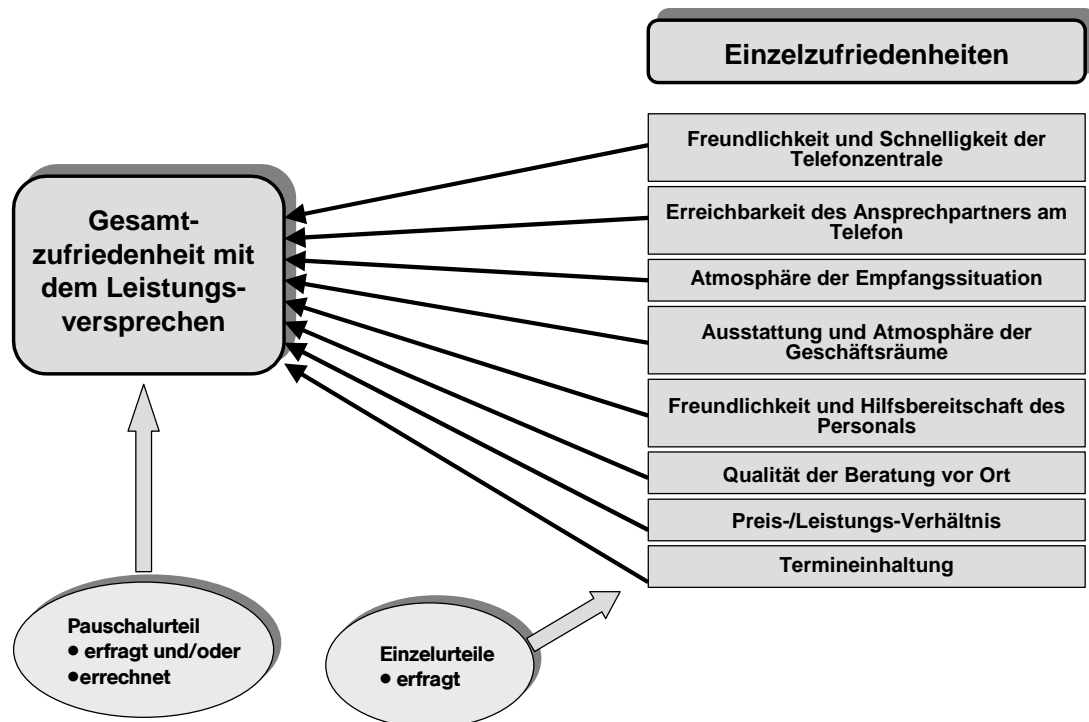 Einzelzufriedenheiten
Freundlichkeit und Schnelligkeit der
Telefonzentrale
Erreichbarkeit des Ansprechpartners am
Telefon
Atmosphäre der Empfangssituation
Ausstattung und Atmosphäre der
Geschäftsräume
Freundlichkeit und Hilfsbereitschaft des
Personals
Qualität der Beratung vor Ort
Preis-/Leistungs-Verhältnis
Termineinhaltung
Gesamt-
zufriedenheit mit
dem Leistungs-
versprechen
Pauschalurteil
• erfragt und/oder
•errechnet
Einzelurteile
• erfragt